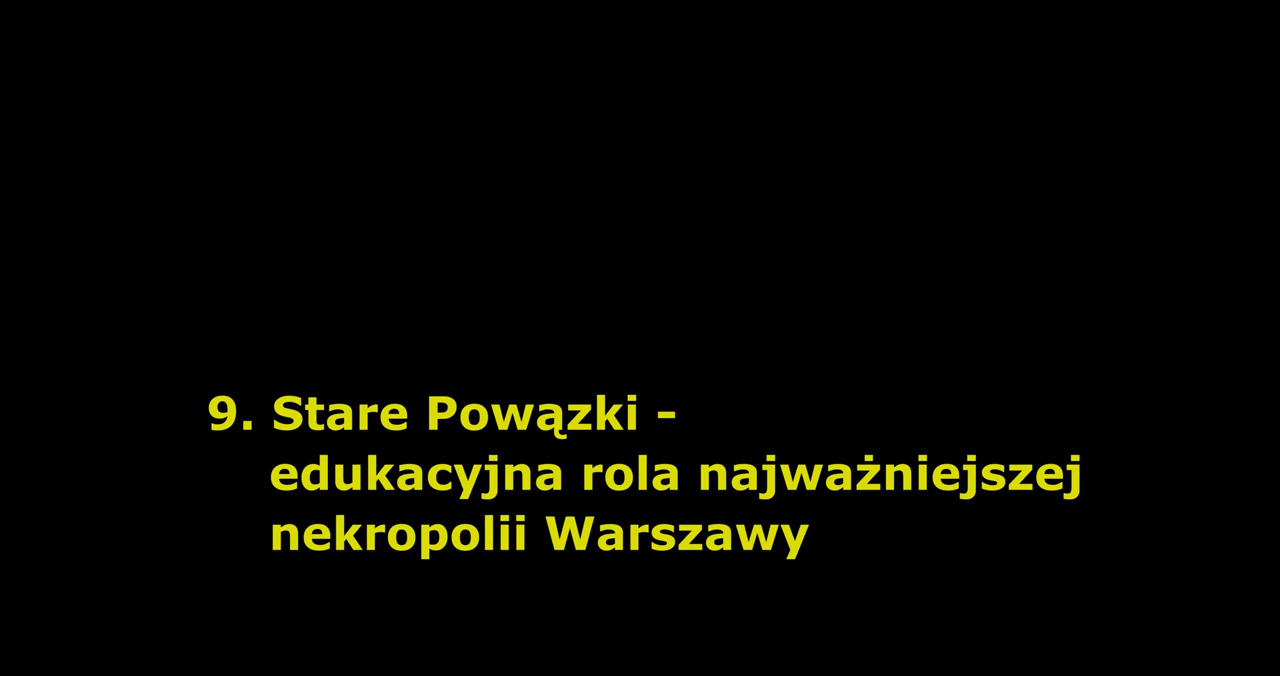 9. Stare Powązki -
edukacyjna rola najważniejszej
nekropolii Warszawy